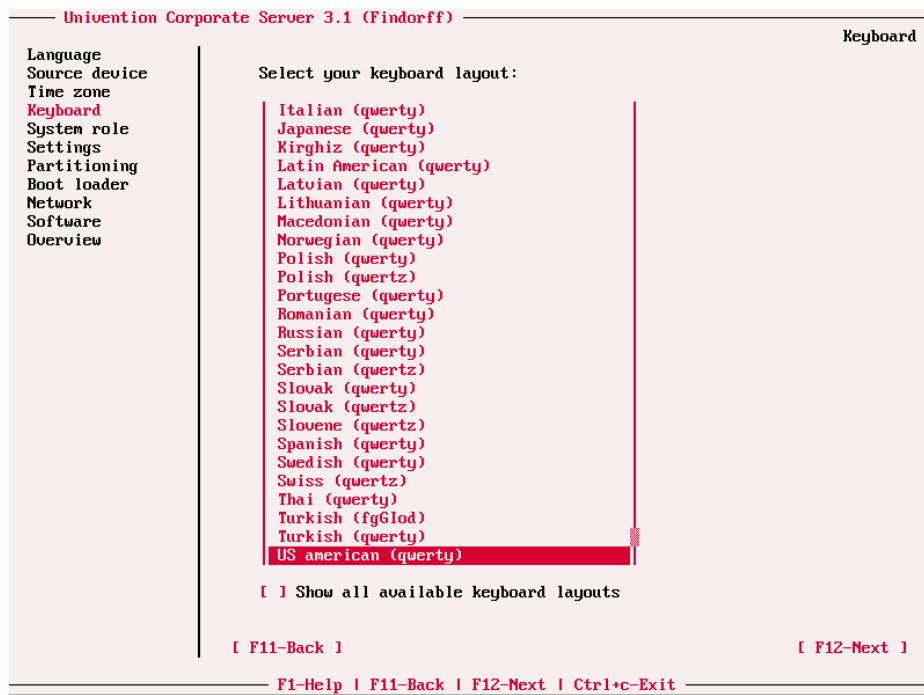 Univention Corporate Server 3.1 (Findorff)
Keyboard
Language
Source device
Time zone
Keyboard
System role
Settings
Partitioning
Boot loader
Network
Software
Overview
Select your keyboard layout:
Italian (qwerty)
Japanese (qwerty)
Kirghiz (qwerty)
Latin American (qwerty)
Latvian (qwerty)
Lithuanian (qwerty)
Macedonian (qwerty)
Norwegian (qwerty)
Polish (qwerty)
Polish (qwertz)
Portugese (qwerty)
Romanian (qwerty)
Russian (qwerty)
Serbian (qwerty)
Serbian (qwertz)
Slovak (qwerty)
Slovak (qwertz)
Slovene (qwertz)
Spanish (qwerty)
Swedish (qwerty)
Swiss (qwertz)
Thai (qwerty)
Turkish (fgGIod)
Turkish (qwerty)
US american (qwerty)
[ ] Show all available keyboard layouts
[ F11-Back ] [ F12-Next ]
F1-Help | F11-Back | F12-Next | Ctrl+c-Exit